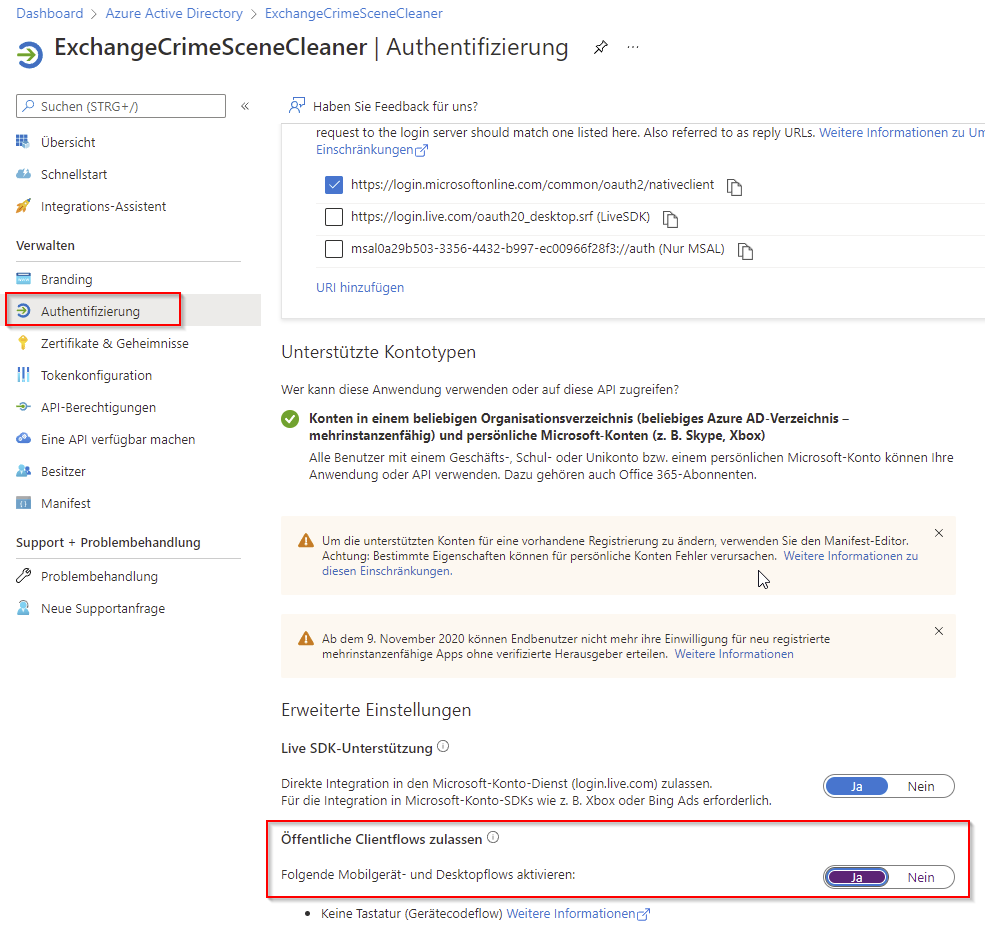 Dashboard > Azure Active Directory > ExchangeCrimeSceneCleaner
ExchangeCrimeSceneCleaner | Authentifizierung ...
Suchen (STRG+/)
«
Übersicht
Schnellstart
Integrations-Assistent
Verwalten
Branding
Authentifizierung
Zertifikate & Geheimnisse
Tokenkonfiguration
API-Berechtigungen
Eine API verfügbar machen
Besitzer
Manifest
Support + Problembehandlung
Problembehandlung
Neue Supportanfrage
Haben Sie Feedback für uns?
request to the login server should match one listed here. Also referred to as reply URLs. Weitere Informationen zu Um
Einschränkungen
https://login.microsoftonline.com/common/oauth2/nativeclient
https://login.live.com/oauth20_desktop.srf (LiveSDK)
msal0a29b503-3356-4432-b997-ec00966f28f3://auth (Nur MSAL)
URI hinzufügen
Unterstützte Kontotypen
Wer kann diese Anwendung verwenden oder auf diese API zugreifen?
Konten in einem beliebigen Organisationsverzeichnis (beliebiges Azure AD-Verzeichnis –
mehrinstanzenfähig) und persönliche Microsoft-Konten (z. B. Skype, Xbox)
Alle Benutzer mit einem Geschäfts-, Schul- oder Unikonto bzw. einem persönlichen Microsoft-Konto können Ihre
Anwendung oder API verwenden. Dazu gehören auch Office 365-Abonnenten.
Um die unterstützten Konten für eine vorhandene Registrierung zu ändern, verwenden Sie den Manifest-Editor.
Achtung: Bestimmte Eigenschaften können für persönliche Konten Fehler verursachen. Weitere Informationen zu
diesen Einschränkungen.
Ab dem 9. November 2020 können Endbenutzer nicht mehr ihre Einwilligung für neu registrierte
mehrinstanzenfähige Apps ohne verifizierte Herausgeber erteilen. Weitere Informationen
Erweiterte Einstellungen
Live SDK-Unterstützung
Direkte Integration in den Microsoft-Konto-Dienst (login.live.com) zulassen.
Für die Integration in Microsoft-Konto-SDKs wie z. B. Xbox oder Bing Ads erforderlich.
Ja Nein
Öffentliche Clientflows zulassen
Folgende Mobilgerät- und Desktopflows aktivieren:
Ja Nein
• Keine Tastatur (Gerätecodeflow) Weitere Informationen